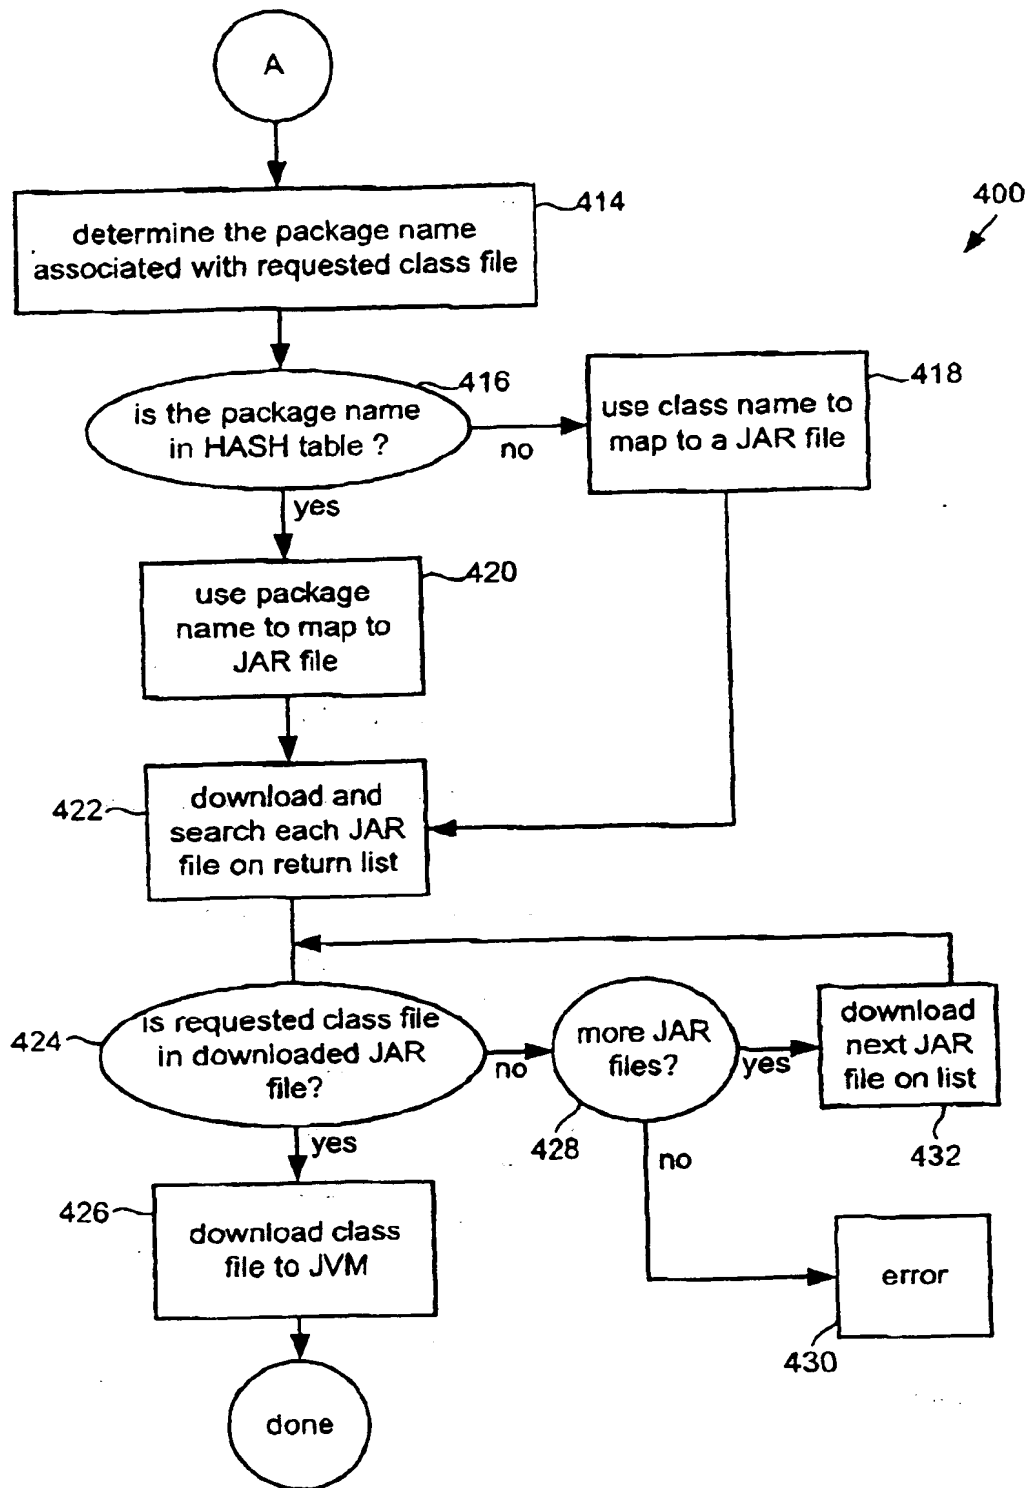 A
414
400
determine the package name
associated with requested class file
416
418
is the package name
in HASH table ?
no
use class name to
map to a JAR file
yes
420
use package
name to map to
JAR file
422
download and
search each JAR
file on return list
424
is requested class file
in downloaded JAR
file?
no
more JAR
files?
yes
download
next JAR
file on list
428
432
yes
no
426
download class
file to JVM
error
430
done